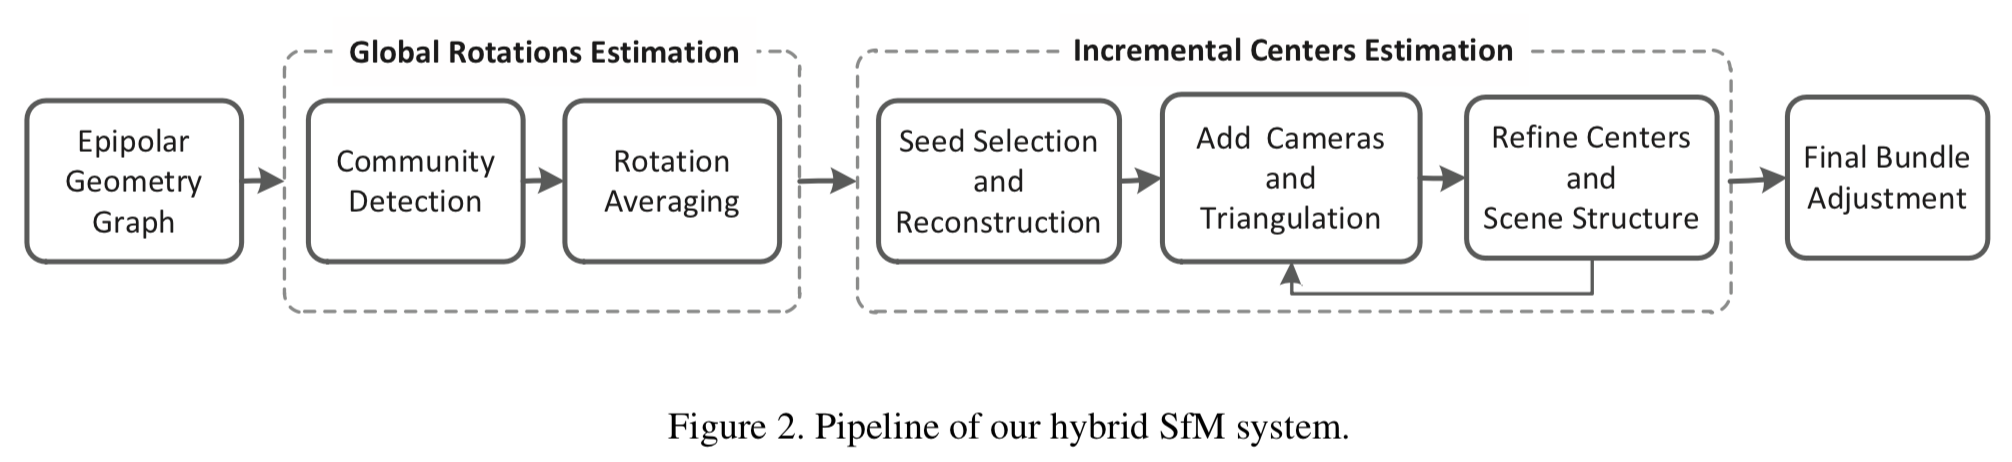 Global Rotations Estimation
Incremental Centers Estimation
Epipolar
Geometry
Graph
Community
Detection
Rotation
Averaging
Seed Selection
and
Reconstruction
Add Cameras
and
Triangulation
Refine Centers
and
Scene Structure
Final Bundle
Adjustment
Figure 2. Pipeline of our hybrid SfM system.